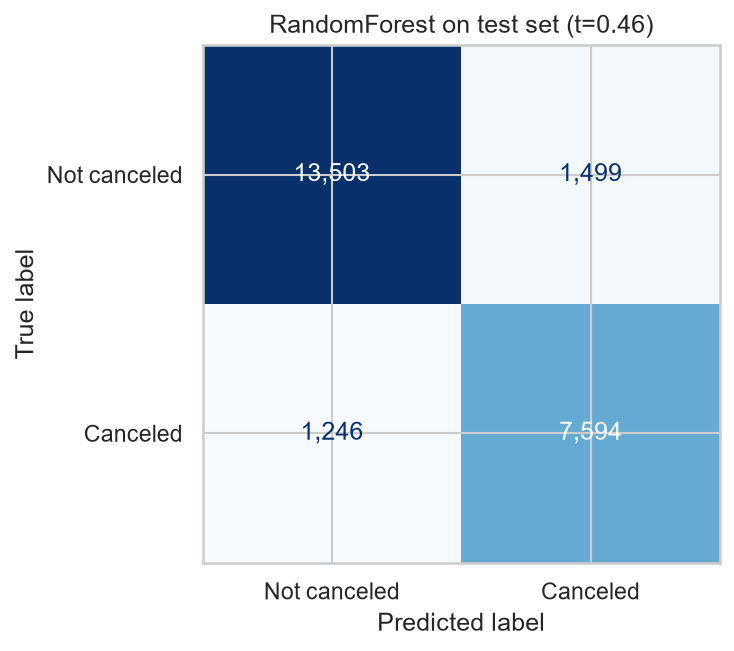 RandomForest on test set (t=0.46)
True label
Not canceled
13,503
1,499
Canceled
1,246
7,594
Not canceled
Canceled
Predicted label